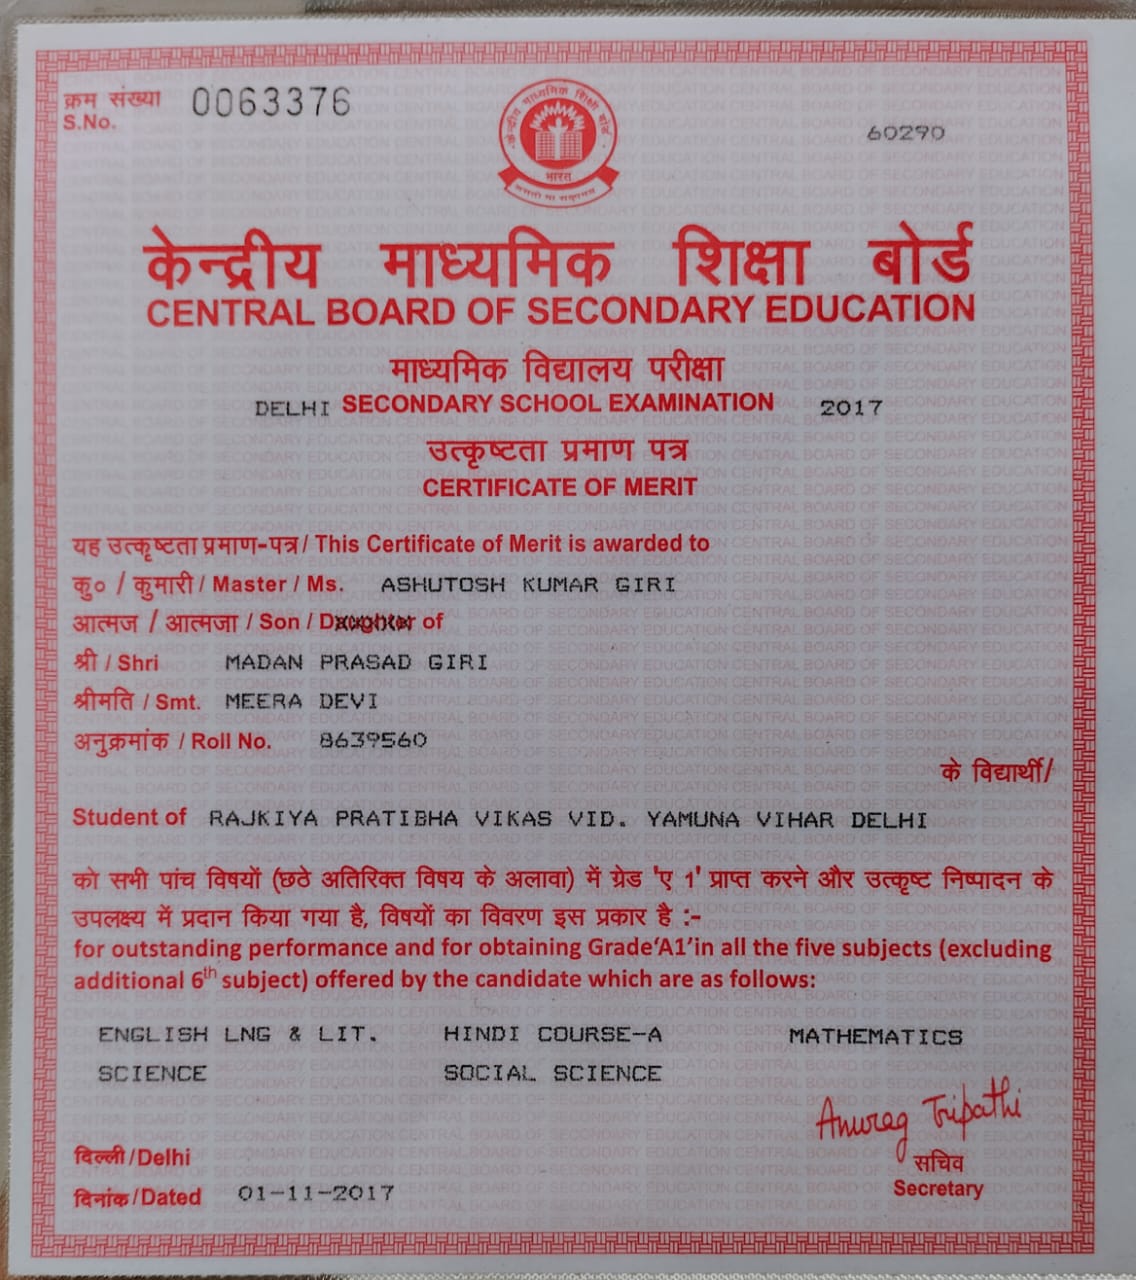 क्रम संख्या 0063376
S.No.
केन्द्रीय माध्यमिक शिक्षा बोर्ड
भारत
असतो मा सद्गमय
60290
केन्द्रीय माध्यमिक शिक्षा बोर्ड
CENTRAL BOARD OF SECONDARY EDUCATION
माध्यमिक विद्यालय परीक्षा
DELHI SECONDARY SCHOOL EXAMINATION 2017
उत्कृष्टता प्रमाण पत्र
CERTIFICATE OF MERIT
यह उत्कृष्टता प्रमाण-पत्र / This Certificate of Merit is awarded to
कु० / कुमारी / Master / Ms. ASHUTOSH KUMAR GIRI
आत्मज / आत्मजा / Son / Daughter of
श्री / Shri MADAN PRASAD GIRI
श्रीमति / Smt. MEERA DEVI
अनुक्रमांक / Roll No. 8639560
के विद्यार्थी/
Student of RAJKIYA PRATIBHA VIKAS VID. YAMUNA VIHAR DELHI
को सभी पांच विषयों (छठे अतिरिक्त विषय के अलावा) में ग्रेड 'ए 1' प्राप्त करने और उत्कृष्ट निष्पादन के
उपलक्ष्य में प्रदान किया गया है, विषयों का विवरण इस प्रकार है :-
for outstanding performance and for obtaining Grade‘A1’in all the five subjects (excluding
additional 6th subject) offered by the candidate which are as follows:
ENGLISH LNG & LIT. HINDI COURSE-A MATHEMATICS
SCIENCE SOCIAL SCIENCE
Anurag Tripathi
दिल्ली /Delhi
सचिव
दिनांक /Dated 01-11-2017
Secretary